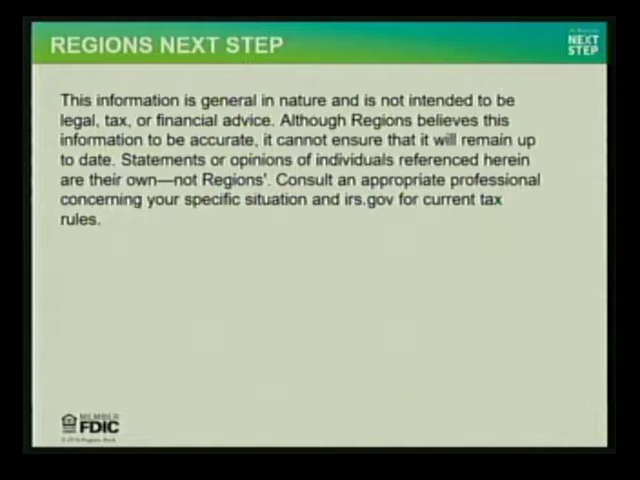 REGIONS NEXT STEP
NEXT
STEP
This information is general in nature and is not intended to be
legal, tax, or financial advice. Although Regions believes this
information to be accurate, it cannot ensure that it will remain up
to date. Statements or opinions of individuals referenced herein
are their own—not Regions'. Consult an appropriate professional
concerning your specific situation and irs.gov for current tax
rules.
MEMBER
FDIC